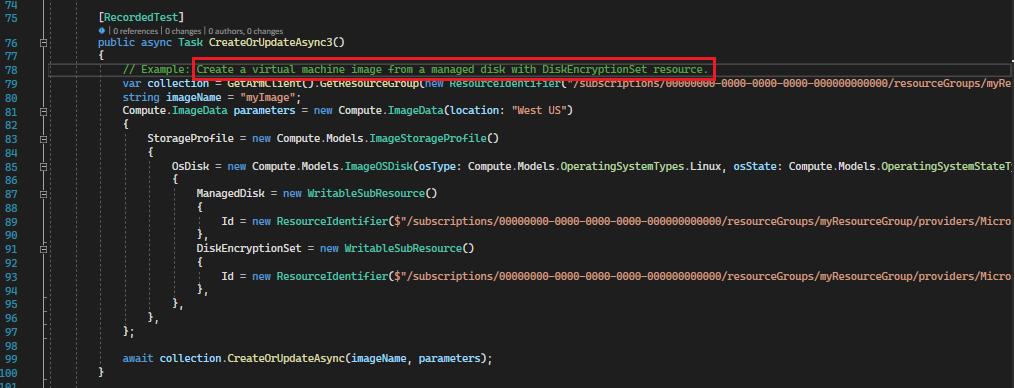 74
75 [RecordedTest]
| 0 references | 0 changes | 0 authors, 0 changes
76 public async Task CreateOrUpdateAsync3()
77 {
78 // Example: Create a virtual machine image from a managed disk with DiskEncryptionSet resource.
79 var collection = GetArmClient().GetResourceGroup(new ResourceIdentifier("/subscriptions/00000000-0000-0000-0000-000000000000/resourceGroups/myRe
80 string imageName = "myImage";
81 Compute.ImageData parameters = new Compute.ImageData(location: "West US")
82 {
83 StorageProfile = new Compute.Models.ImageStorageProfile()
84 {
85 OsDisk = new Compute.Models.ImageOSDisk(osType: Compute.Models.OperatingSystemTypes.Linux, osState: Compute.Models.OperatingSystemStateT
86 {
87 ManagedDisk = new WritableSubResource()
88 {
89 Id = new ResourceIdentifier($"/subscriptions/00000000-0000-0000-0000-000000000000/resourceGroups/myResourceGroup/providers/Micro
90 },
91 DiskEncryptionSet = new WritableSubResource()
92 {
93 Id = new ResourceIdentifier($"/subscriptions/00000000-0000-0000-0000-000000000000/resourceGroups/myResourceGroup/providers/Micro
94 },
95 },
96 },
97 };
98
99 await collection.CreateOrUpdateAsync(imageName, parameters);
100 }
101